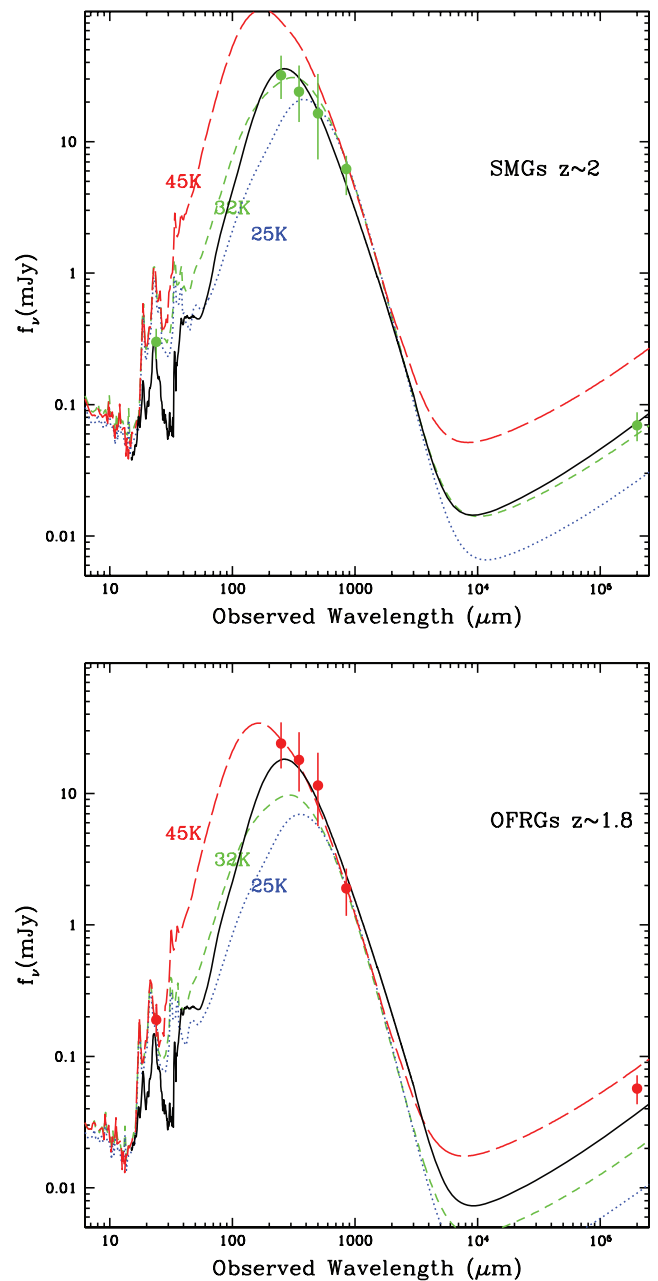 10
1
0.1
0.01
f_ν(mJy)
45K
32K
25K
SMGs z~2
10 100 1000 10⁴ 10⁵
Observed Wavelength (μm)
10
1
0.1
0.01
f_ν(mJy)
45K
32K
25K
OFRGs z~1.8
10 100 1000 10⁴ 10⁵
Observed Wavelength (μm)